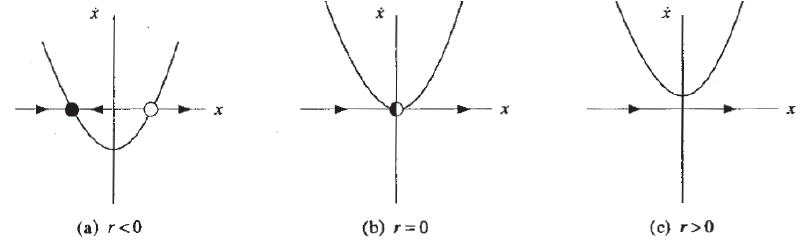 ẋ
ẋ
ẋ
x
x
x
(a) r < 0
(b) r = 0
(c) r > 0